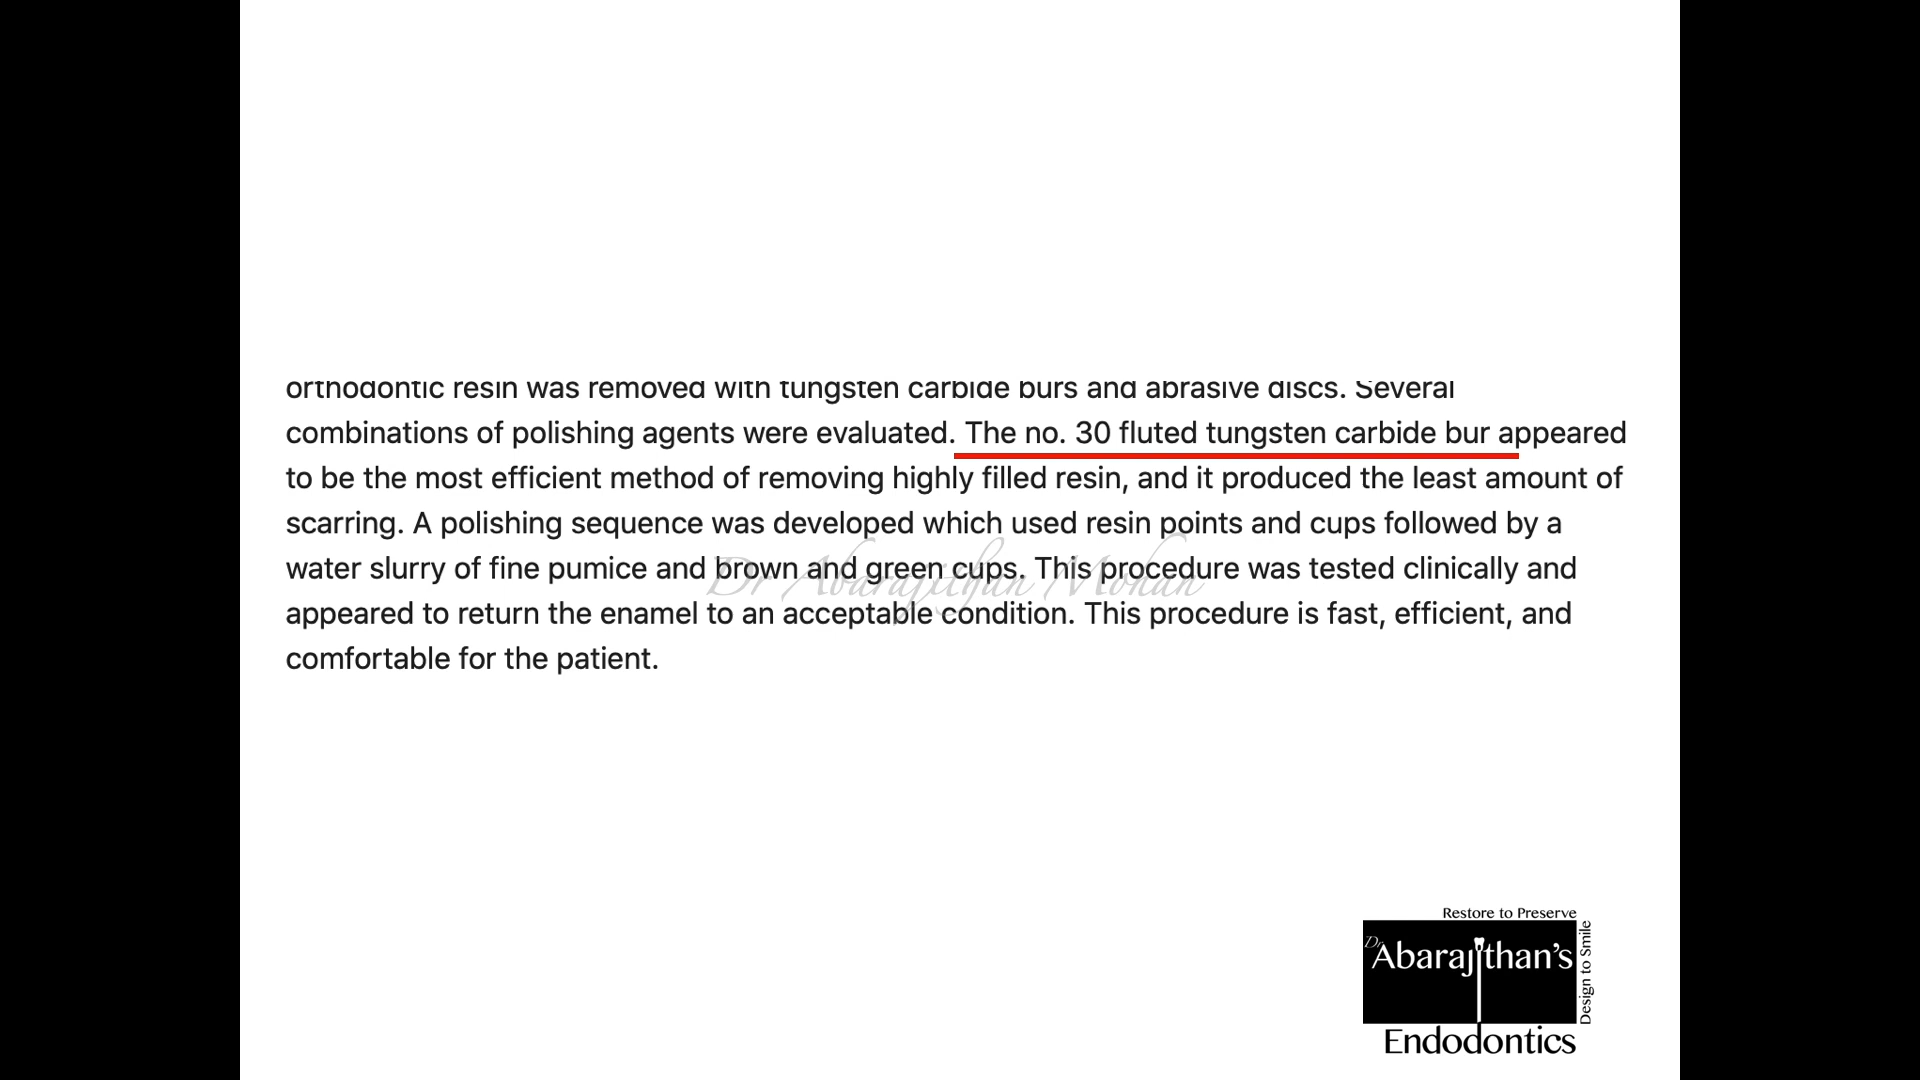 orthodontic resin was removed with tungsten carbide burs and abrasive discs. Several
combinations of polishing agents were evaluated. The no. 30 fluted tungsten carbide bur appeared
to be the most efficient method of removing highly filled resin, and it produced the least amount of
scarring. A polishing sequence was developed which used resin points and cups followed by a
water slurry of fine pumice and brown and green cups. This procedure was tested clinically and
appeared to return the enamel to an acceptable condition. This procedure is fast, efficient, and
comfortable for the patient.
Dr Abarajithan Mohan
Restore to Preserve
Dr
Abarajithan's
Design to Smile
Endodontics